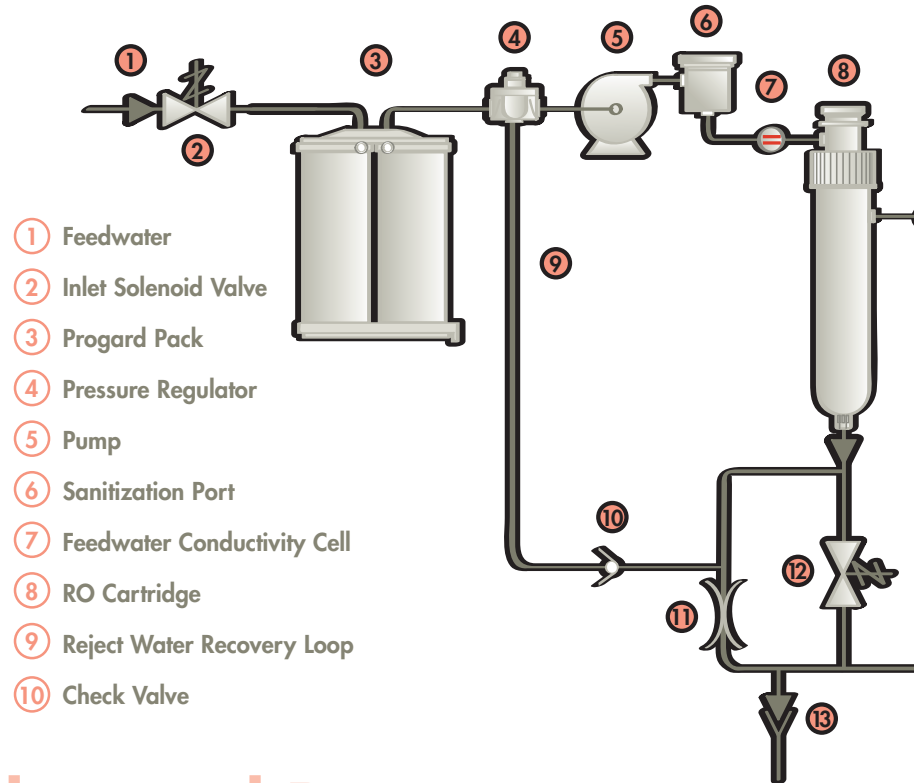 1
4
5
6
3
7
8
2
1 Feedwater
9
2 Inlet Solenoid Valve
3 Progard Pack
4 Pressure Regulator
5 Pump
6 Sanitization Port
7 Feedwater Conductivity Cell
10
12
8 RO Cartridge
11
9 Reject Water Recovery Loop
10 Check Valve
13